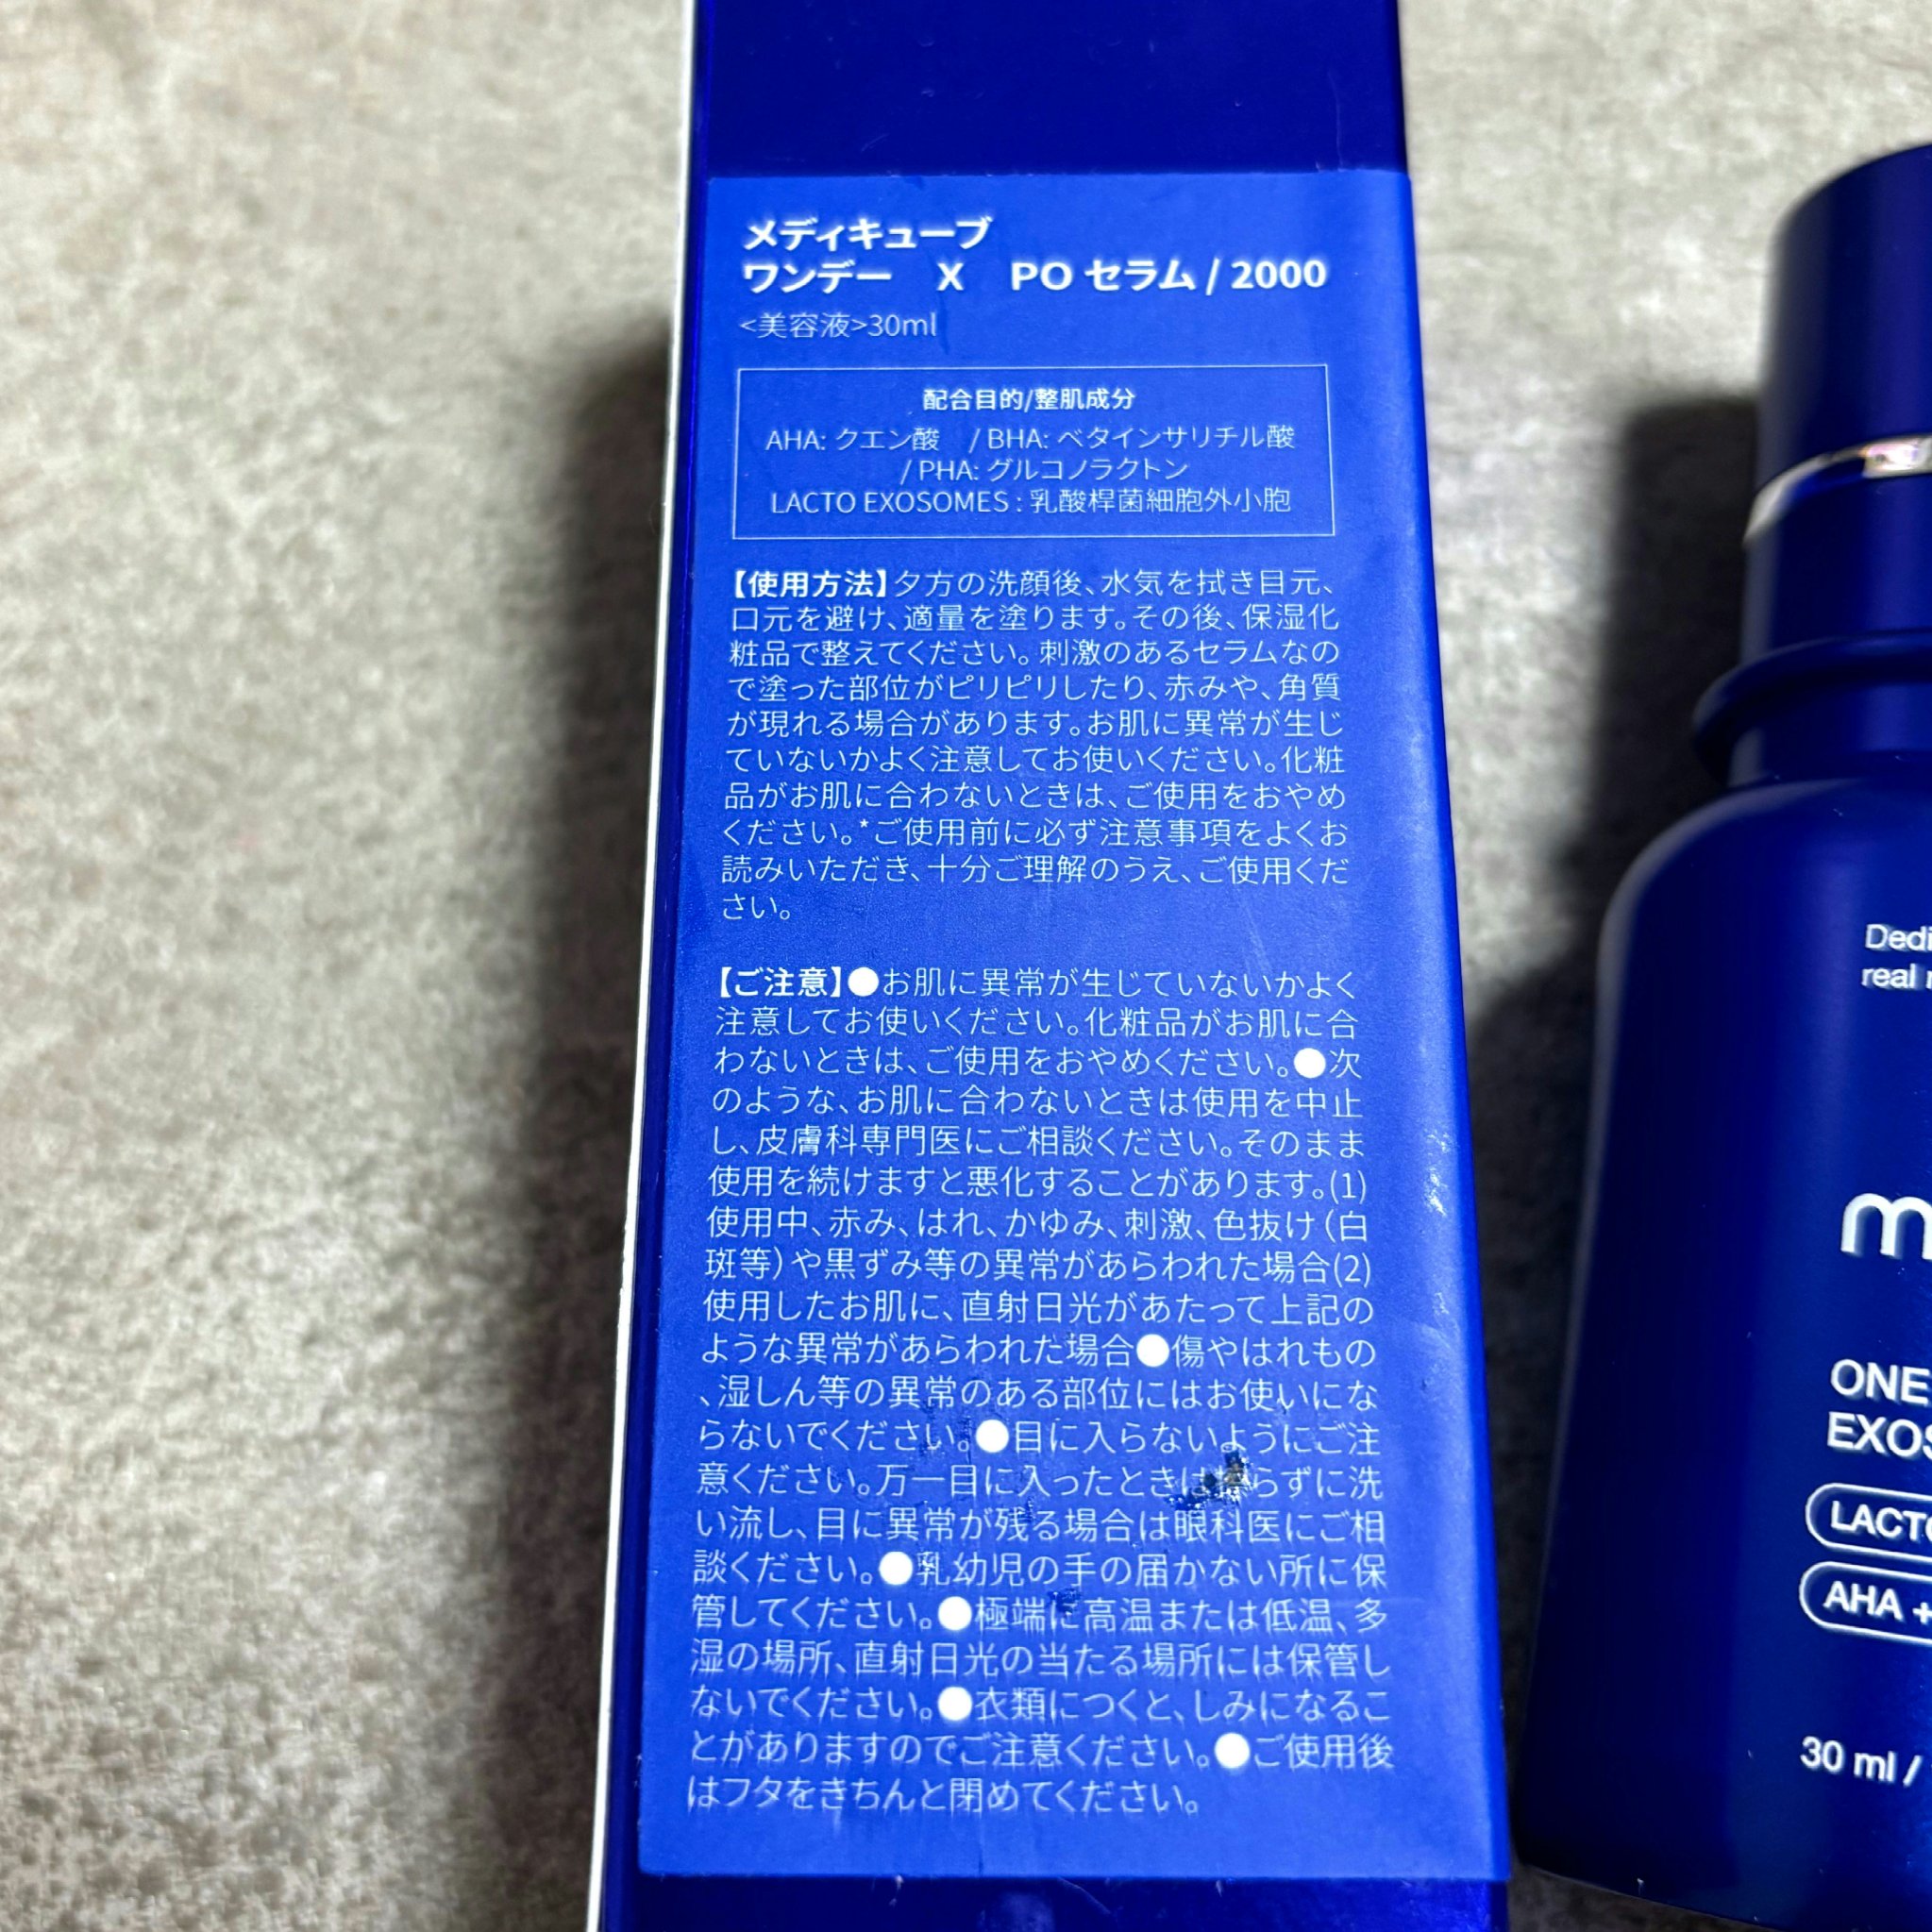 メディキューブ
ワンデー X PO セラム / 2000
<美容液>30ml
配合目的/整肌成分
AHA: クエン酸 / BHA: ベタインサリチル酸
/ PHA: グルコノラクトン
LACTO EXOSOMES : 乳酸桿菌細胞外小胞
【使用方法】夕方の洗顔後、水気を拭き目元、
口元を避け、適量を塗ります。その後、保湿化
粧品で整えてください。刺激のあるセラムなの
で塗った部位がピリピリしたり、赤みや、角質
が現れる場合があります。お肌に異常が生じ
ていないかよく注意してお使いください。化粧
品がお肌に合わないときは、ご使用をおやめ
ください。*ご使用前に必ず注意事項をよくお
読みいただき、十分ご理解のうえ、ご使用くだ
さい。
【ご注意】●お肌に異常が生じていないかよく
注意してお使いください。化粧品がお肌に合
わないときは、ご使用をおやめください。●次
のような、お肌に合わないときは使用を中止
し、皮膚科専門医にご相談ください。そのまま
使用を続けますと悪化することがあります。(1)
使用中、赤み、はれ、かゆみ、刺激、色抜け（白
斑等）や黒ずみ等の異常があらわれた場合(2)
使用したお肌に、直射日光があたって上記の
ような異常があらわれた場合●傷やはれもの
、湿しん等の異常のある部位にはお使いにな
らないでください。●目に入らないようにご注
意ください。万一目に入ったときは らずに洗
い流し、目に異常が残る場合は眼科医にご相
談ください。●乳幼児の手の届かない所に保
管してください。●極端に高温または低温、多
湿の場所、直射日光の当たる場所には保管し
ないでください。●衣類につくと、しみになるこ
とがありますのでご注意ください。●ご使用後
はフタをきちんと閉めてください。
Dedi
real
m
ONE
EXOS
LACTO
AHA +
30 ml /